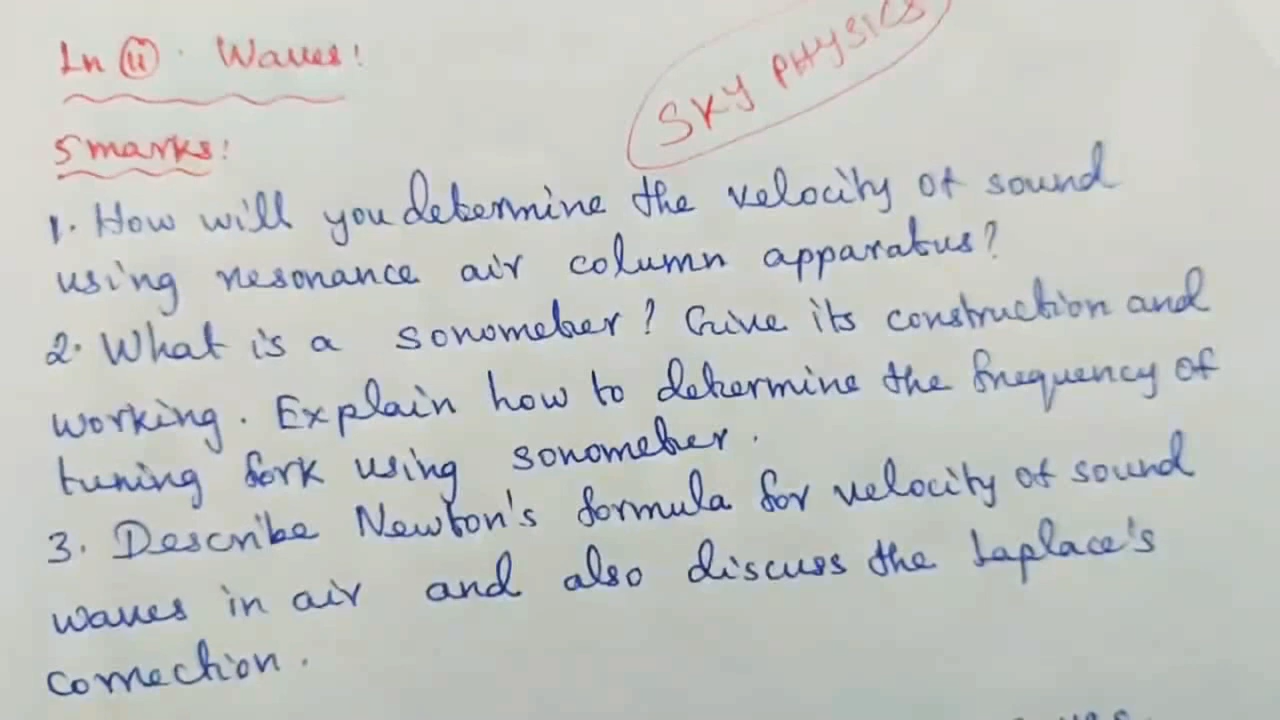 Ln 11 . Waves:
SKY PHYSICS
5 marks:
1. How will you determine the velocity of sound
using resonance air column apparatus?
2. What is a sonometer? Give its construction and
working. Explain how to determine the frequency of
tuning fork using sonometer.
3. Describe Newton's formula for velocity of sound
waves in air and also discuss the Laplace's
correction.